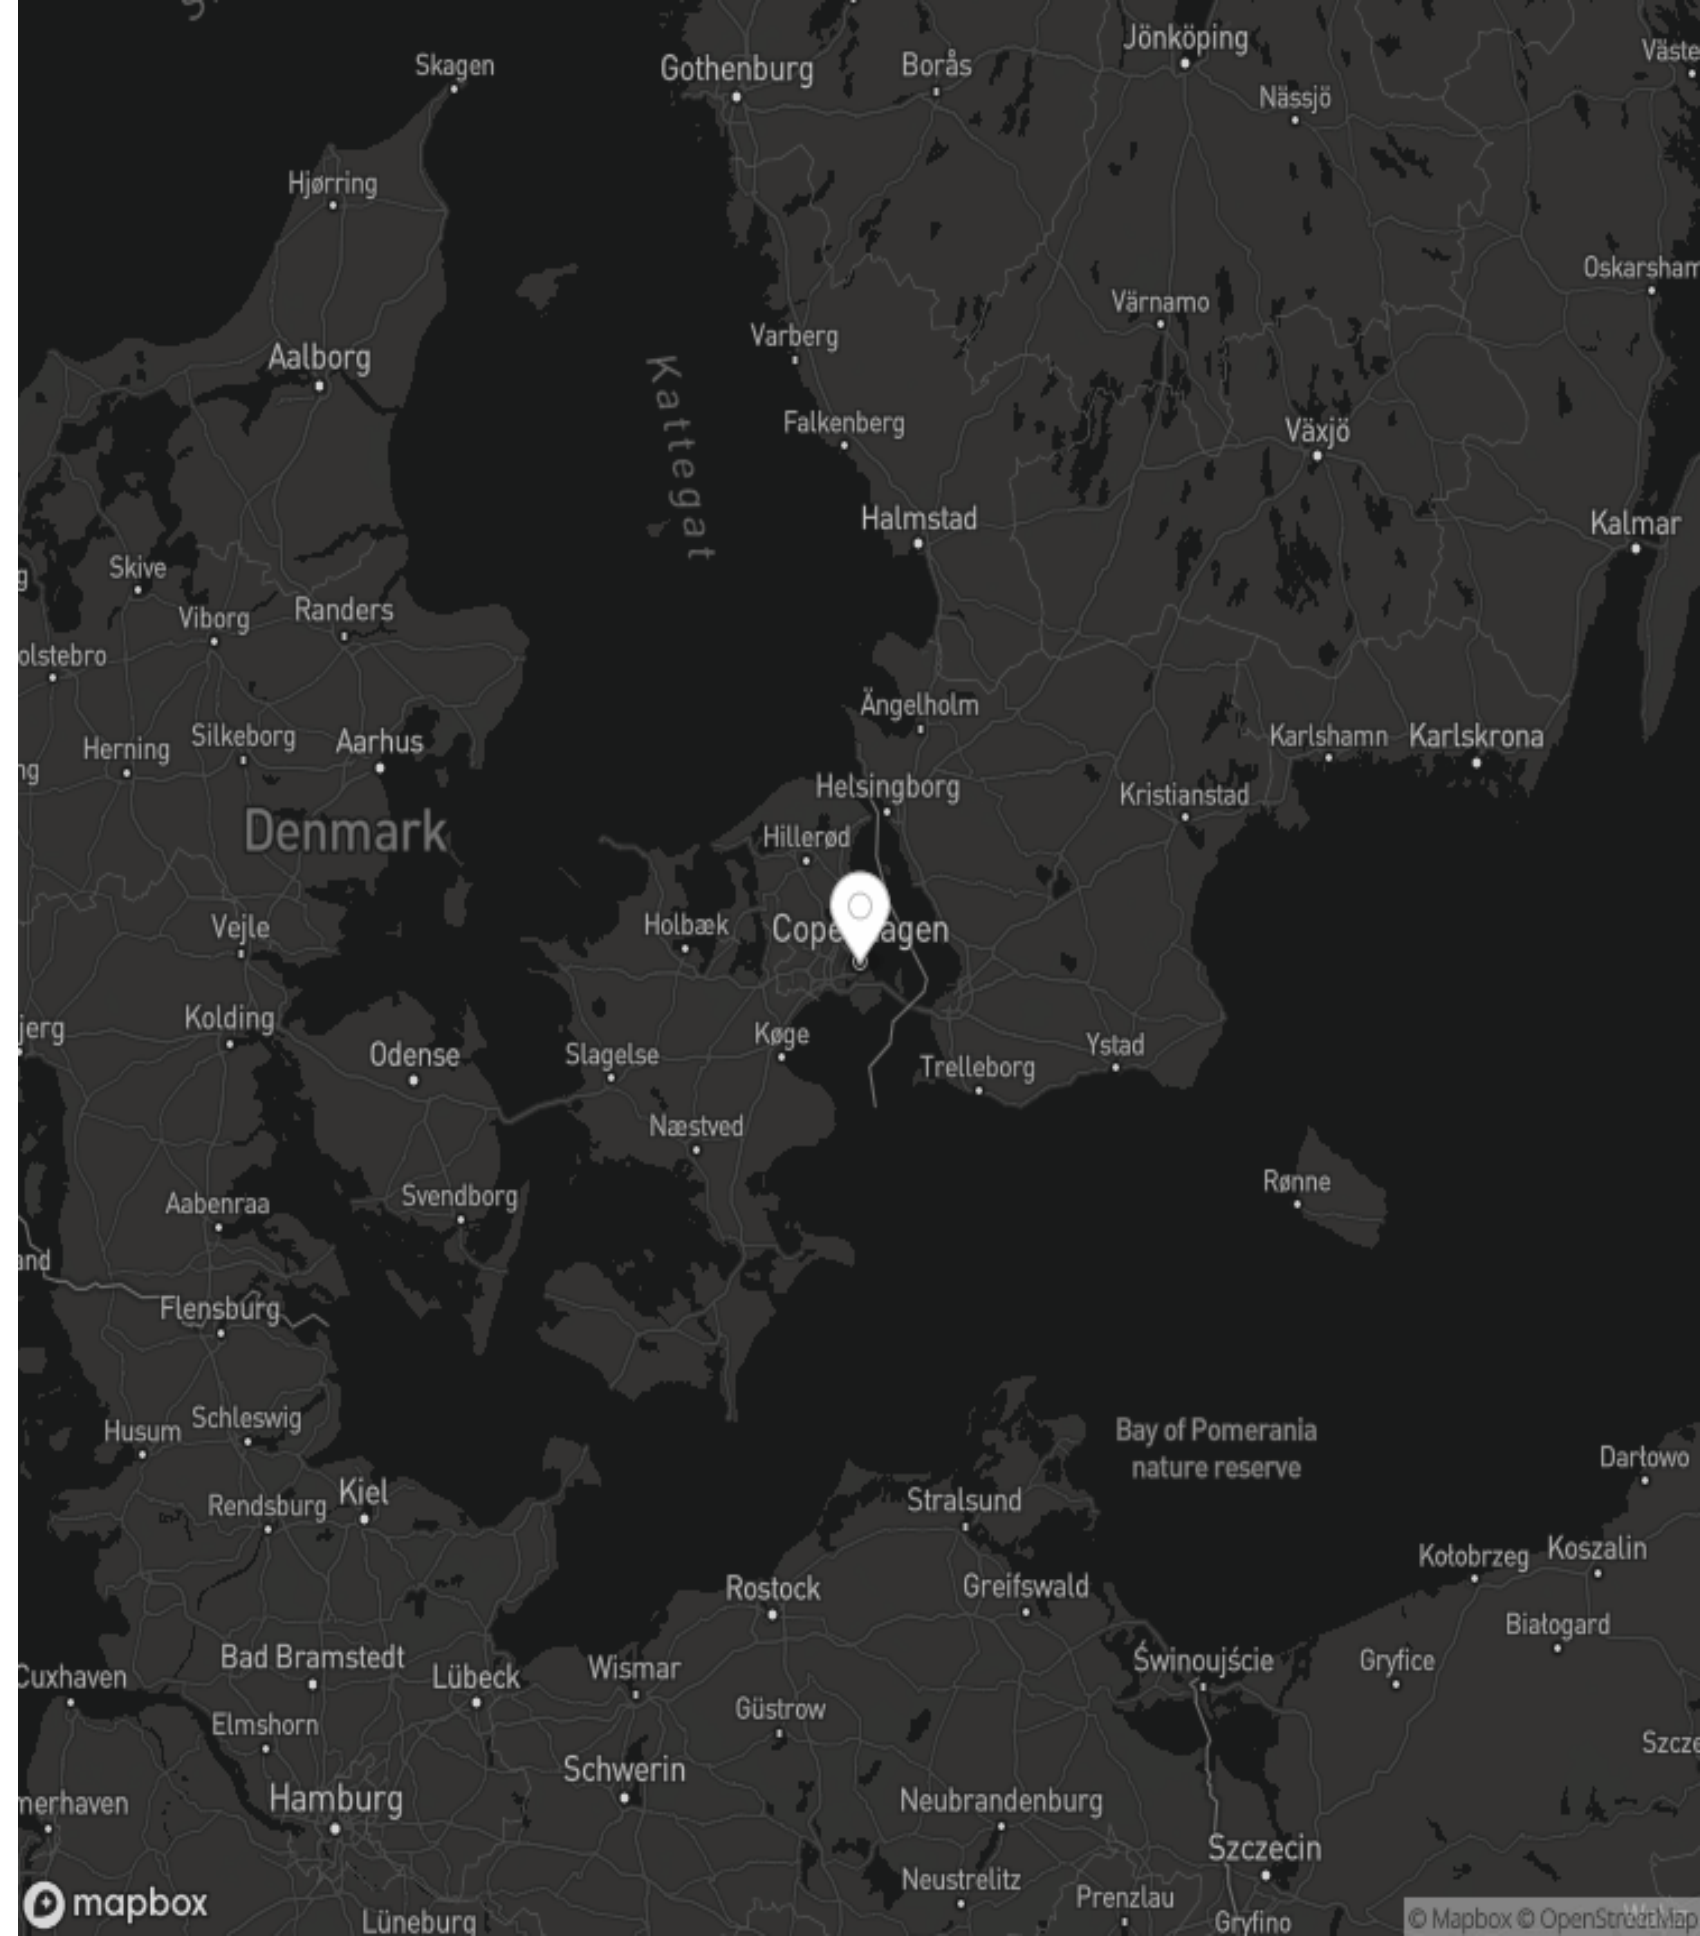 Skagen
Gothenburg
Borås
Jönköping
Nässjö
Hjørring
Oskarsham
Värnamo
Varberg
Aalborg
Kattegat
Falkenberg
Växjö
Halmstad
Kalmar
Skive
Viborg
Randers
olstebro
Ängelholm
Herning
Silkeborg
Aarhus
Karlshamn
Karlskrona
Helsingborg
Kristianstad
Denmark
Hillerød
Vejle
Holbæk
Kolding
jerg
Køge
Odense
Slagelse
Trelleborg
Ystad
Næstved
Rønne
Aabenraa
Svendborg
and
Flensburg
Husum
Schleswig
Bay of Pomerania
nature reserve
Darłowo
Rendsburg
Kiel
Stralsund
Kołobrzeg
Koszalin
Rostock
Greifswald
Białogard
Bad Bramstedt
Cuxhaven
Lübeck
Wismar
Świnoujście
Gryfice
Güstrow
Elmshorn
Szcze
Schwerin
Hamburg
merhaven
Neubrandenburg
Szczecin
Neustrelitz
Prenzlau
mapbox
Lüneburg
Gryfino
© Mapbox © OpenStreetMap